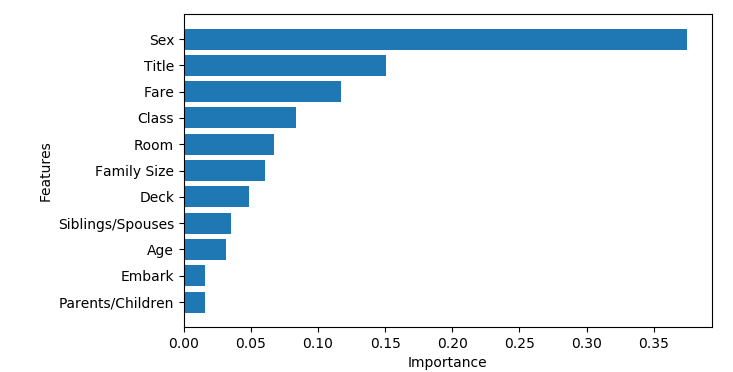 Sex
Title
Fare
Class
Room
Family Size
Deck
Siblings/Spouses
Age
Embark
Parents/Children
Features
0.00 0.05 0.10 0.15 0.20 0.25 0.30 0.35
Importance